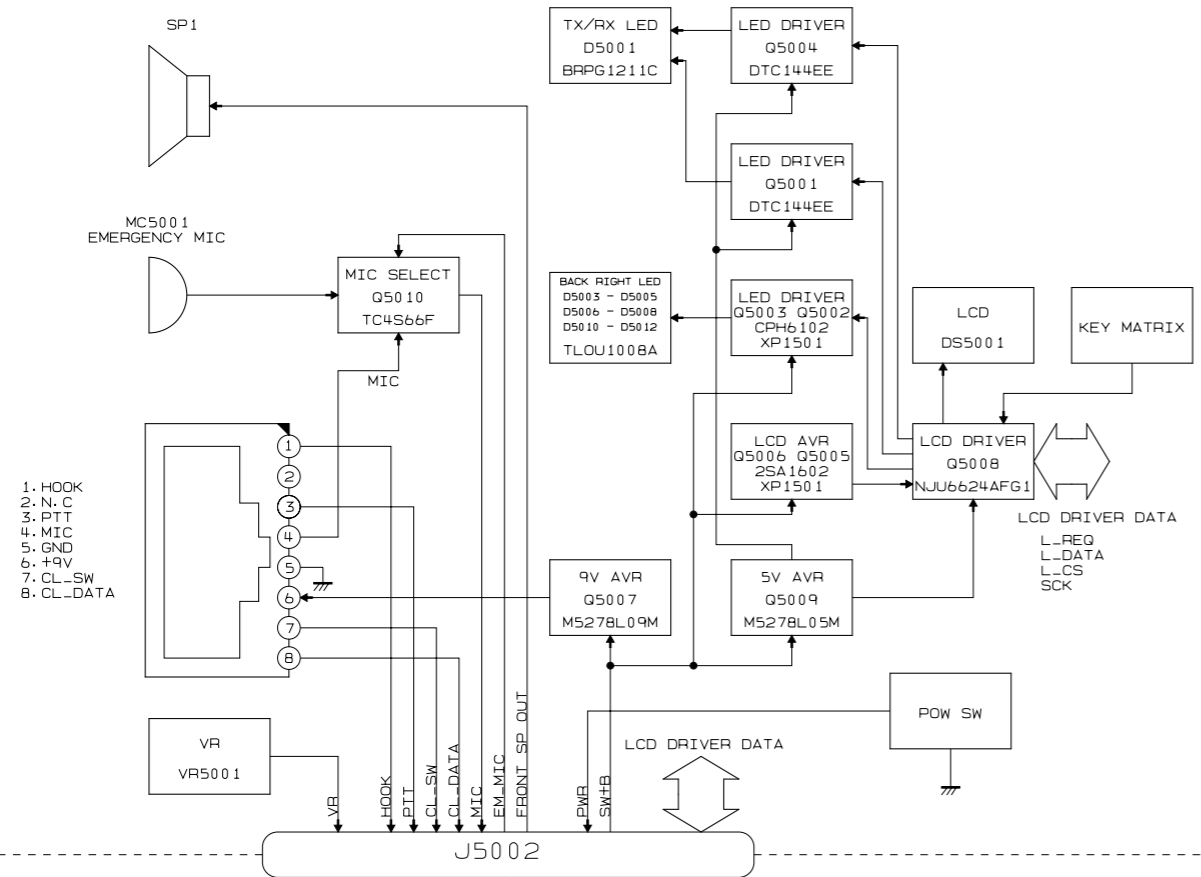 SP1
TX/RX LED
D5001
BRPG1211C
LED DRIVER
Q5004
DTC144EE
LED DRIVER
Q5001
DTC144EE
MC5001
EMERGENCY MIC
MIC SELECT
Q5010
TC4S66F
MIC
BACK RIGHT LED
D5003 - D5005
D5006 - D5008
D5010 - D5012
TLOU1008A
LED DRIVER
Q5003 Q5002
CPH6102
XP1501
LCD
DS5001
KEY MATRIX
LCD AVR
Q5006 Q5005
2SA1602
XP1501
LCD DRIVER
Q5008
NJU6624AFG1
LCD DRIVER DATA
L_REQ
L_DATA
L_CS
SCK
1. HOOK
2. N.C
3. PTT
4. MIC
5. GND
6. +9V
7. CL_SW
8. CL_DATA
1
2
3
4
5
6
7
8
9V AVR
Q5007
M5278L09M
5V AVR
Q5009
M5278L05M
POW SW
VR
VR5001
LCD DRIVER DATA
VR
HOOK
PTT
CL_SW
CL_DATA
MIC
EM_MIC
FRONT SP OUT
PWR
SW+B
J5002